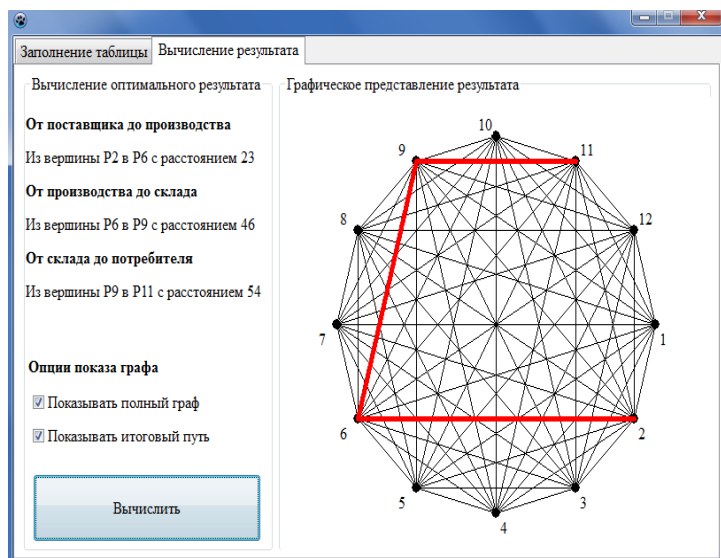 Заполнение таблицы
Вычисление результата
Вычисление оптимального результата
От поставщика до производства
Из вершины P2 в P6 с расстоянием 23
От производства до склада
Из вершины P6 в P9 с расстоянием 46
От склада до потребителя
Из вершины P9 в P11 с расстоянием 54
Опции показа графа
Показывать полный граф
Показывать итоговый путь
Вычислить
Графическое представление результата
10
9
11
8
12
7
1
6
2
5
3
4